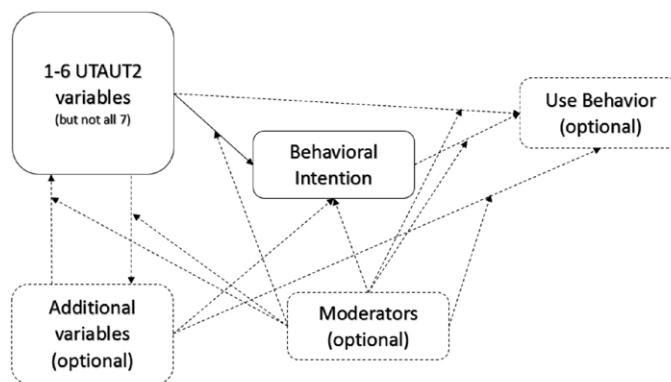 1-6 UTAUT2
variables
(but not all 7)
Use Behavior
(optional)
Behavioral
Intention
Additional
variables
(optional)
Moderators
(optional)